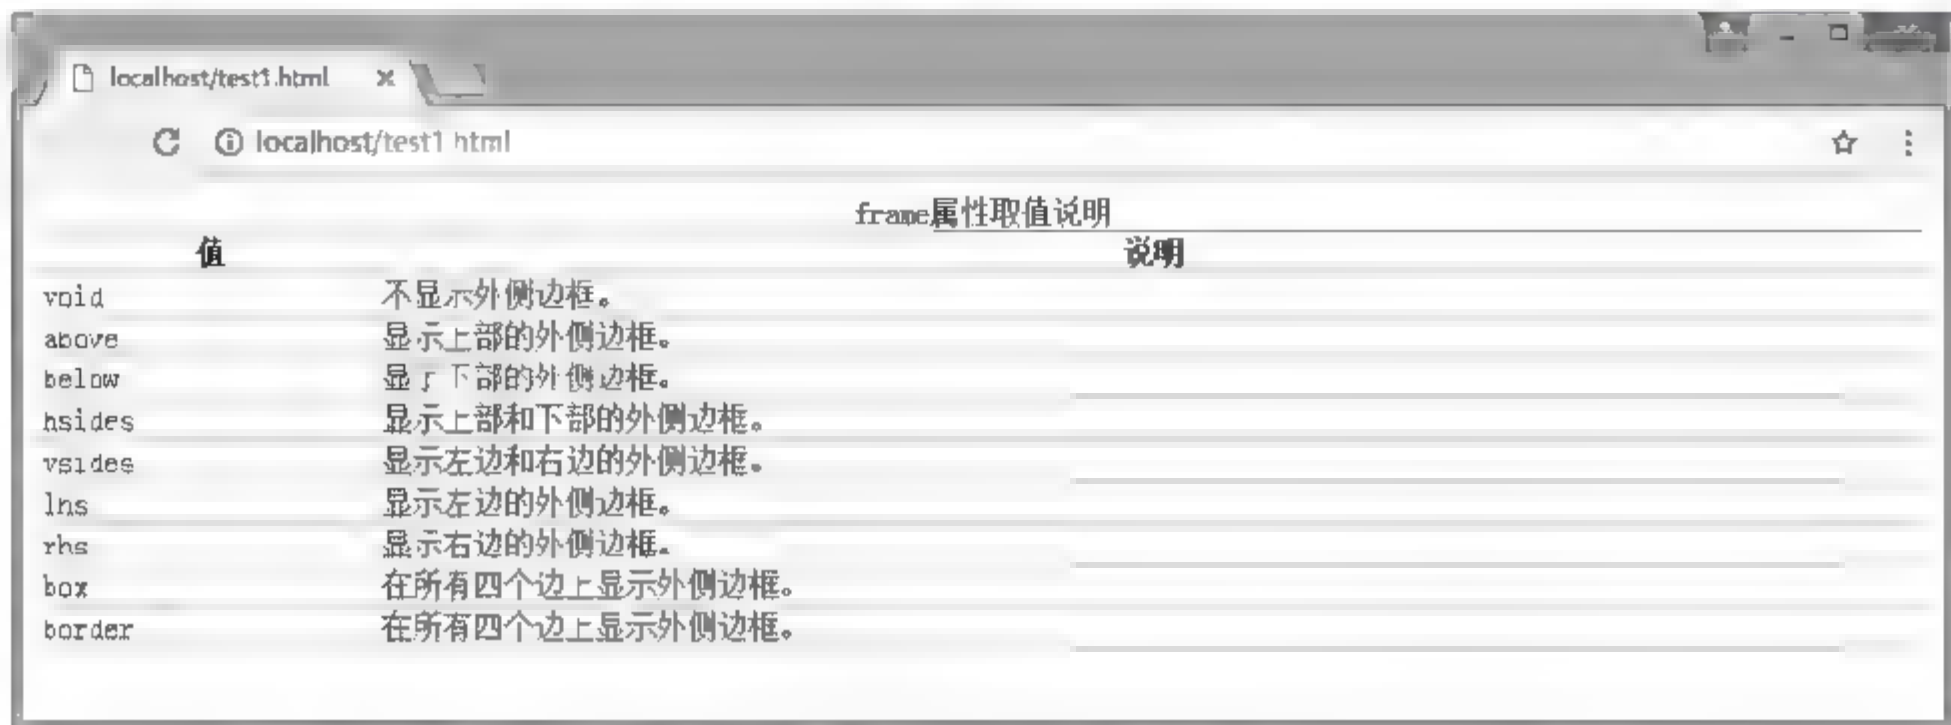 localhost/test1.html
localhost/test1.html
frame属性取值说明
值 说明
void 不显示外侧边框。
above 显示上部的外侧边框。
below 显示下部的外侧边框。
hsides 显示上部和下部的外侧边框。
vsides 显示左边和右边的外侧边框。
lhs 显示左边的外侧边框。
rhs 显示右边的外侧边框。
box 在所有四个边上显示外侧边框。
border 在所有四个边上显示外侧边框。